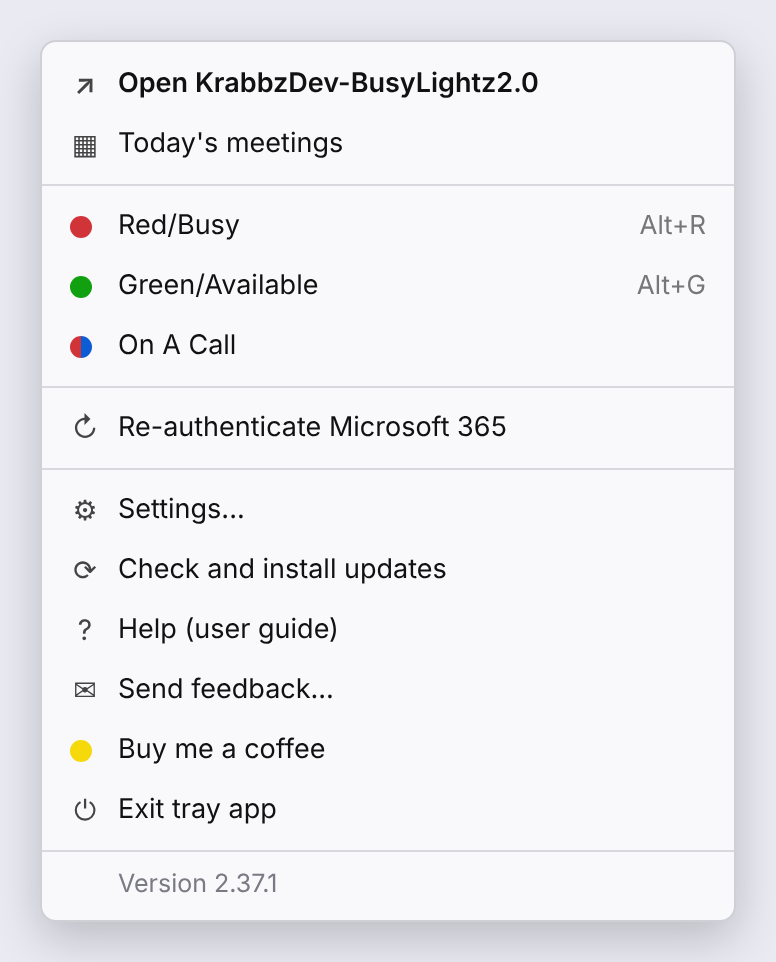 Open KrabbzDev-BusyLightz2.0
Today's meetings
Red/Busy Alt+R
Green/Available Alt+G
On A Call
Re-authenticate Microsoft 365
Settings...
Check and install updates
? Help (user guide)
Send feedback...
Buy me a coffee
Exit tray app
Version 2.37.1